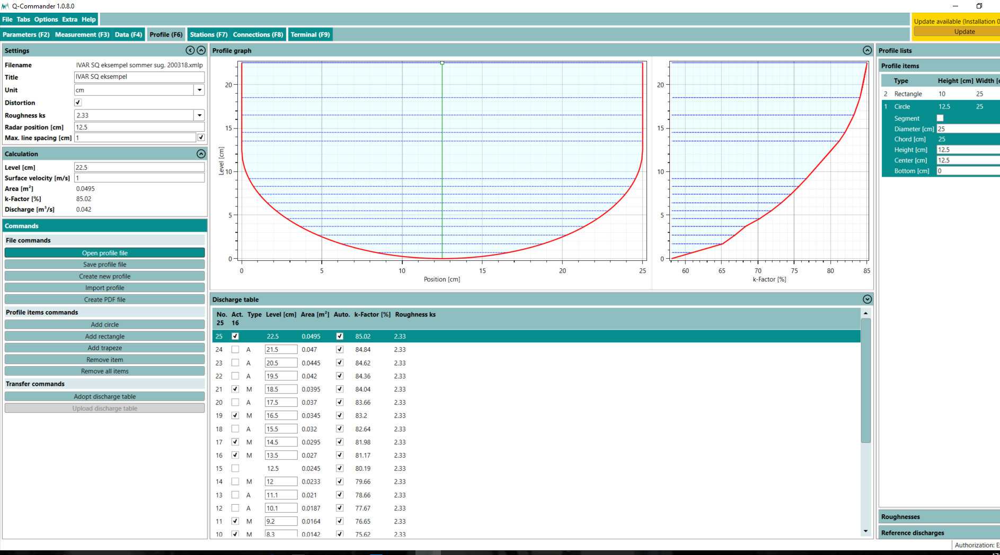 Q-Commander 1.0.8.0
File Tabs Options Extra Help
Update available (Installation
Update
Parameters (F2) Measurement (F3) Data (F4) Profile (F6) Stations (F7) Connections (F8) Terminal (F9)
Settings
Filename IVAR SQ eksempel sommer sug. 200318.xmlp
Title IVAR SQ eksempel
Unit cm
Distortion
Roughness ks 2.33
Radar position [cm] 12.5
Max. line spacing [cm] 1
Calculation
Level [cm] 22.5
Surface velocity [m/s] 1
Area [m²] 0.0495
k-Factor [%] 85.02
Discharge [m³/s] 0.042
Commands
File commands
Open profile file
Save profile file
Create new profile
Import profile
Create PDF file
Profile items commands
Add circle
Add rectangle
Add trapeze
Remove item
Remove all items
Transfer commands
Adopt discharge table
Upload discharge table
Profile graph
20
15
10
5
0
Level [cm]
0 5 10 15 20 25
Position [cm]
20
15
10
5
0
60 65 70 75 80 85
k-Factor [%]
Discharge table
No. Act. Type Level [cm] Area [m²] Auto. k-Factor [%] Roughness ks
25 16
25 22.5 0.0495 85.02 2.33
24 A 21.5 0.047 84.84 2.33
23 A 20.5 0.0445 84.62 2.33
22 A 19.5 0.042 84.36 2.33
21 M 18.5 0.0395 84.04 2.33
20 A 17.5 0.037 83.66 2.33
19 M 16.5 0.0345 83.2 2.33
18 A 15.5 0.032 82.64 2.33
17 M 14.5 0.0295 81.98 2.33
16 M 13.5 0.027 81.17 2.33
15 12.5 0.0245 80.19 2.33
14 M 12 0.0233 79.66 2.33
13 A 11.1 0.021 78.66 2.33
12 A 10.1 0.0187 77.67 2.33
11 M 9.2 0.0164 76.65 2.33
10 M 8.3 0.0142 75.62 2.33
Profile lists
Profile items
Type Height [cm] Width [c
2 Rectangle 10 25
1 Circle 12.5 25
Segment
Diameter [cm] 25
Chord [cm] 25
Height [cm] 12.5
Center [cm] 12.5
Bottom [cm] 0
Roughnesses
Reference discharges
Authorization: E